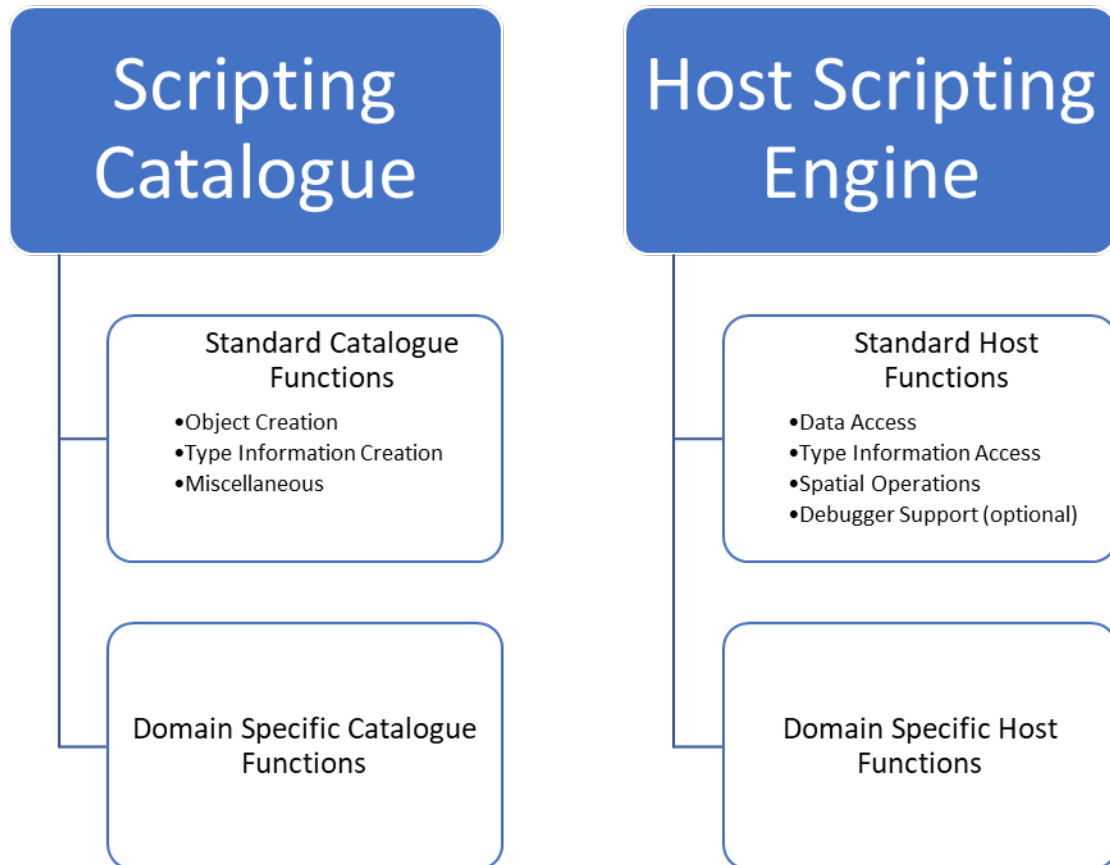 Scripting
Catalogue
Standard Catalogue
Functions
•Object Creation
•Type Information Creation
•Miscellaneous
Domain Specific Catalogue
Functions
Host Scripting
Engine
Standard Host
Functions
•Data Access
•Type Information Access
•Spatial Operations
•Debugger Support (optional)
Domain Specific Host
Functions